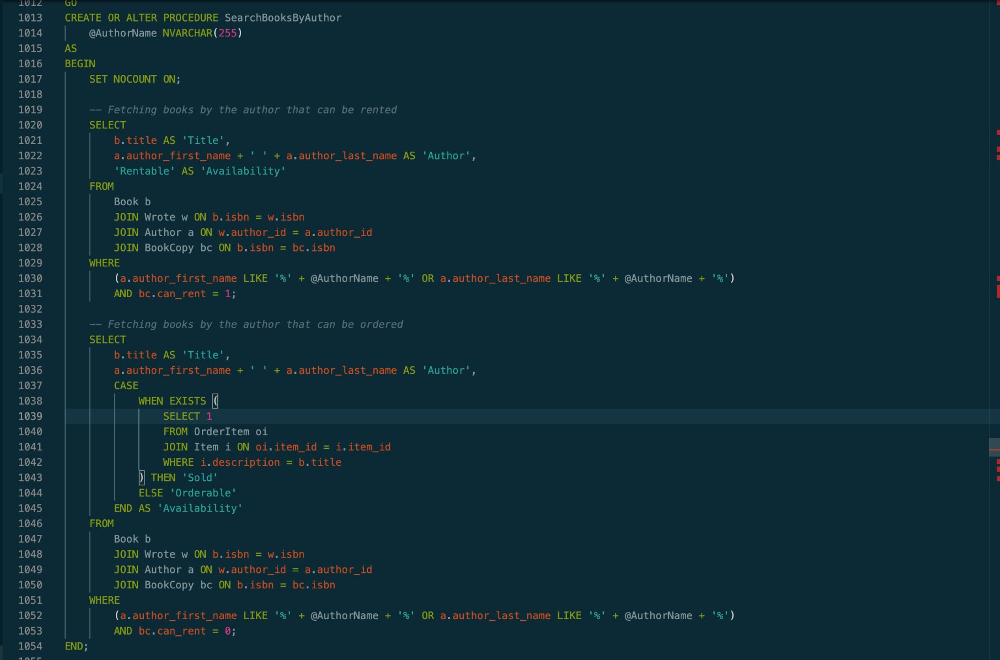 1012 GO
1013 CREATE OR ALTER PROCEDURE SearchBooksByAuthor
1014 @AuthorName NVARCHAR(255)
1015 AS
1016 BEGIN
1017 SET NOCOUNT ON;
1018
1019 -- Fetching books by the author that can be rented
1020 SELECT
1021 b.title AS 'Title',
1022 a.author_first_name + ' ' + a.author_last_name AS 'Author',
1023 'Rentable' AS 'Availability'
1024 FROM
1025 Book b
1026 JOIN Wrote w ON b.isbn = w.isbn
1027 JOIN Author a ON w.author_id = a.author_id
1028 JOIN BookCopy bc ON b.isbn = bc.isbn
1029 WHERE
1030 (a.author_first_name LIKE '%' + @AuthorName + '%' OR a.author_last_name LIKE '%' + @AuthorName + '%')
1031 AND bc.can_rent = 1;
1032
1033 -- Fetching books by the author that can be ordered
1034 SELECT
1035 b.title AS 'Title',
1036 a.author_first_name + ' ' + a.author_last_name AS 'Author',
1037 CASE
1038 WHEN EXISTS (
1039 SELECT 1
1040 FROM OrderItem oi
1041 JOIN Item i ON oi.item_id = i.item_id
1042 WHERE i.description = b.title
1043 ) THEN 'Sold'
1044 ELSE 'Orderable'
1045 END AS 'Availability'
1046 FROM
1047 Book b
1048 JOIN Wrote w ON b.isbn = w.isbn
1049 JOIN Author a ON w.author_id = a.author_id
1050 JOIN BookCopy bc ON b.isbn = bc.isbn
1051 WHERE
1052 (a.author_first_name LIKE '%' + @AuthorName + '%' OR a.author_last_name LIKE '%' + @AuthorName + '%')
1053 AND bc.can_rent = 0;
1054 END;
1055